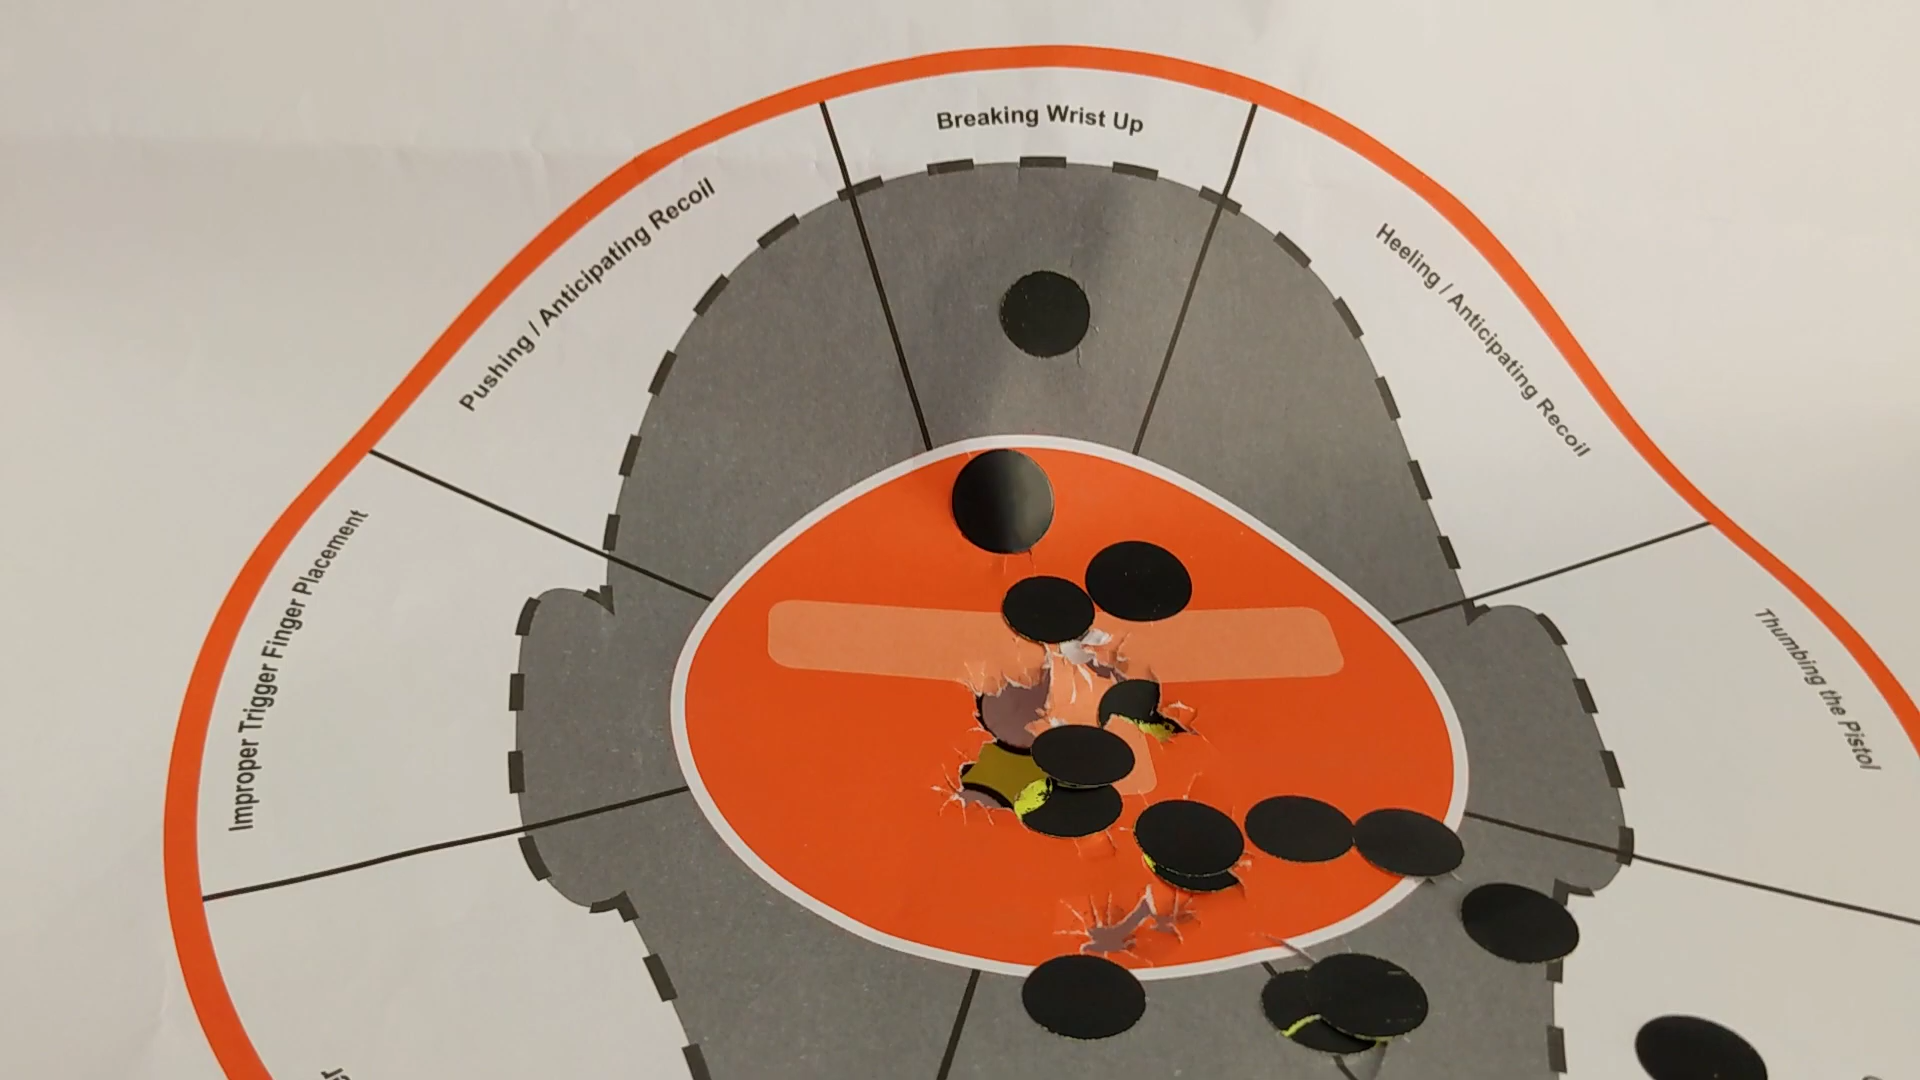 Breaking Wrist Up
Pushing / Anticipating Recoil
Heeling / Anticipating Recoil
Improper Trigger Finger Placement
Thumbing the Pistol